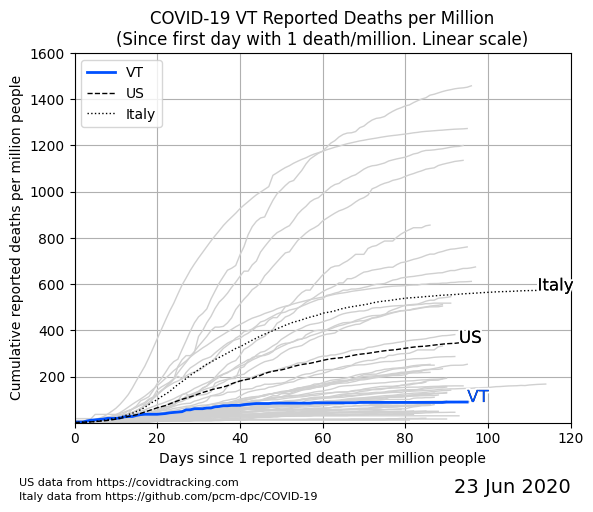 COVID-19 VT Reported Deaths per Million
(Since first day with 1 death/million. Linear scale)
Cumulative reported deaths per million people
1600
1400
1200
1000
800
600
400
200
VT
US
Italy
Italy
US
VT
0
20
40
60
80
100
120
Days since 1 reported death per million people
US data from https://covidtracking.com
Italy data from https://github.com/pcm-dpc/COVID-19
23 Jun 2020